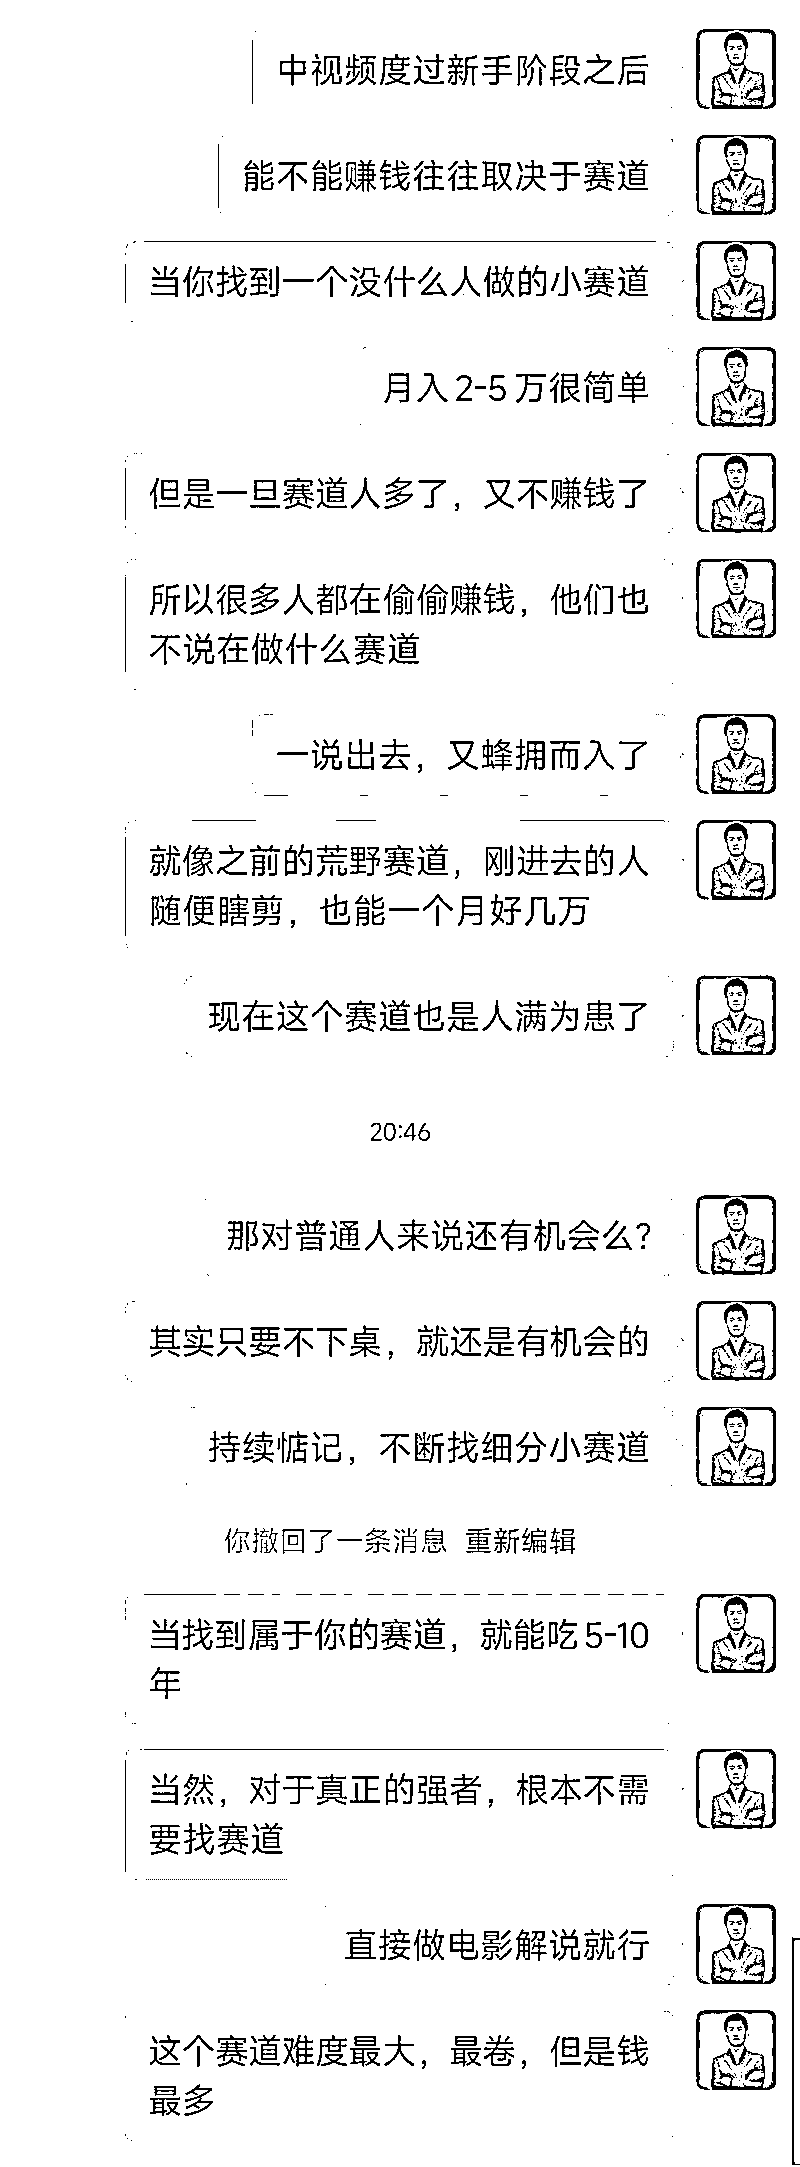 中视频度过新手阶段之后
能不能赚钱往往取决于赛道
当你找到一个没什么人做的小赛道
月入2-5万很简单
但是一旦赛道人多了，又不赚钱了
所以很多人都在偷偷赚钱，他们也
不说在做什么赛道
一说出去，又蜂拥而入了
就像之前的荒野赛道，刚进去的人
随便瞎剪，也能一个月好几万
现在这个赛道也是人满为患了
20:46
那对普通人来说还有机会么?
其实只要不下桌，就还是有机会的
持续惦记，不断找细分小赛道
你撤回了一条消息 重新编辑
当找到属于你的赛道，就能吃5-10
年
当然，对于真正的强者，根本不需
要找赛道
直接做电影解说就行
这个赛道难度最大，最卷，但是钱
最多